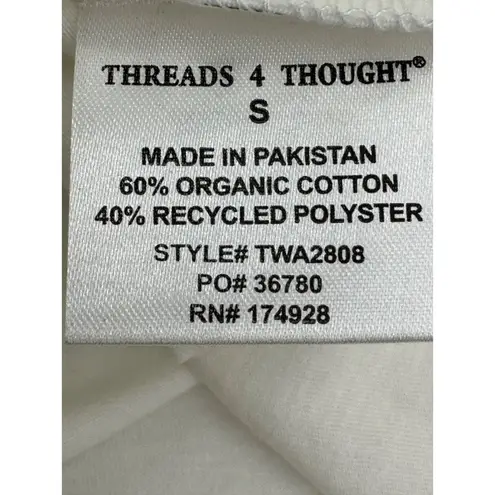 THREADS 4 THOUGHT®
S
MADE IN PAKISTAN
60% ORGANIC COTTON
40% RECYCLED POLYSTER
STYLE# TWA2808
PO# 36780
RN# 174928